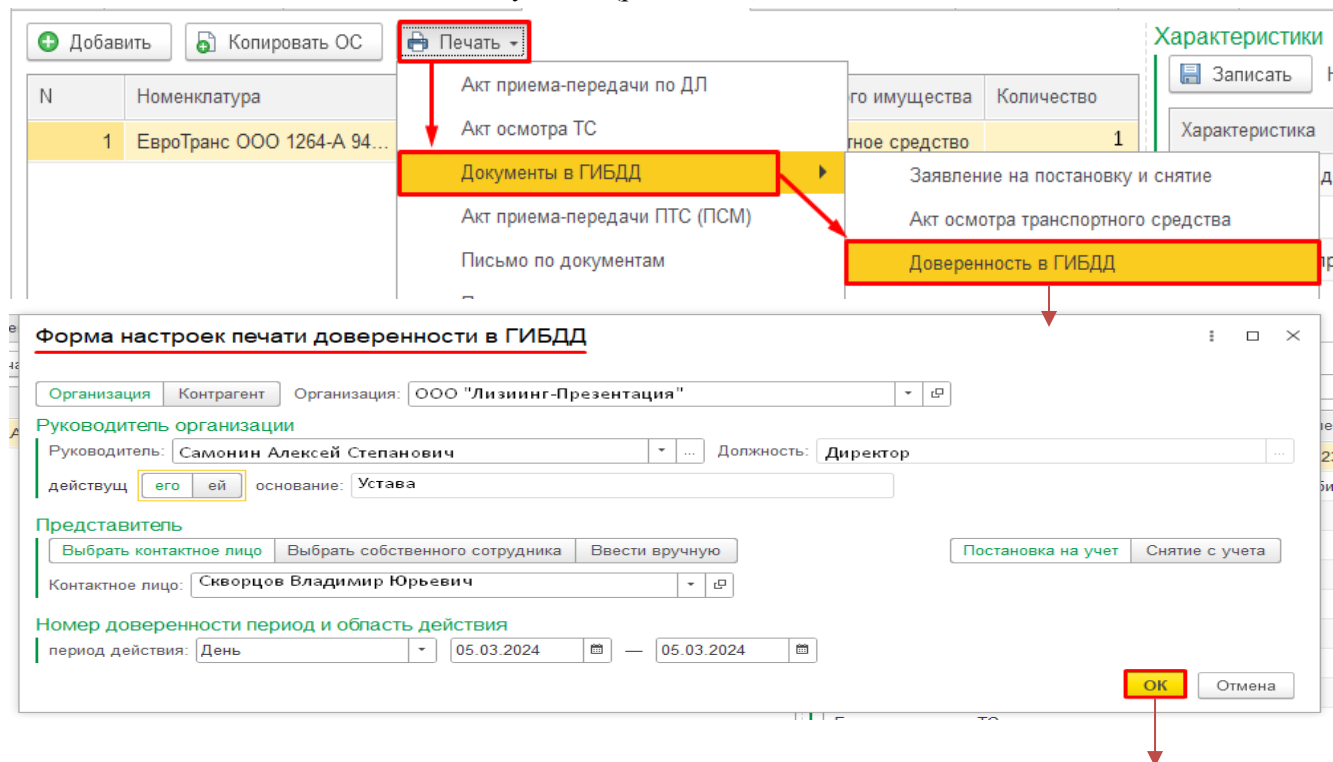 Добавить Копировать ОС Печать Характеристики
Записать
N Номенклатура го имущества Количество
Характеристика
1 ЕвроТранс ООО 1264-А 94... тное средство 1
Акт приема-передачи по ДЛ
Акт осмотра ТС
Документы в ГИБДД
Акт приема-передачи ПТС (ПСМ)
Письмо по документам
Заявление на постановку и снятие
Акт осмотра транспортного средства
Доверенность в ГИБДД
Форма настроек печати доверенности в ГИБДД
Организация Контрагент Организация: ООО "Лизиинг-Презентация"
Руководитель организации
Руководитель: Самонин Алексей Степанович Должность: Директор
действущ его ей основание: Устава
Представитель
Выбрать контактное лицо Выбрать собственного сотрудника Ввести вручную Постановка на учет Снятие с учета
Контактное лицо: Скворцов Владимир Юрьевич
Номер доверенности период и область действия
период действия: День 05.03.2024 — 05.03.2024
ОК Отмена